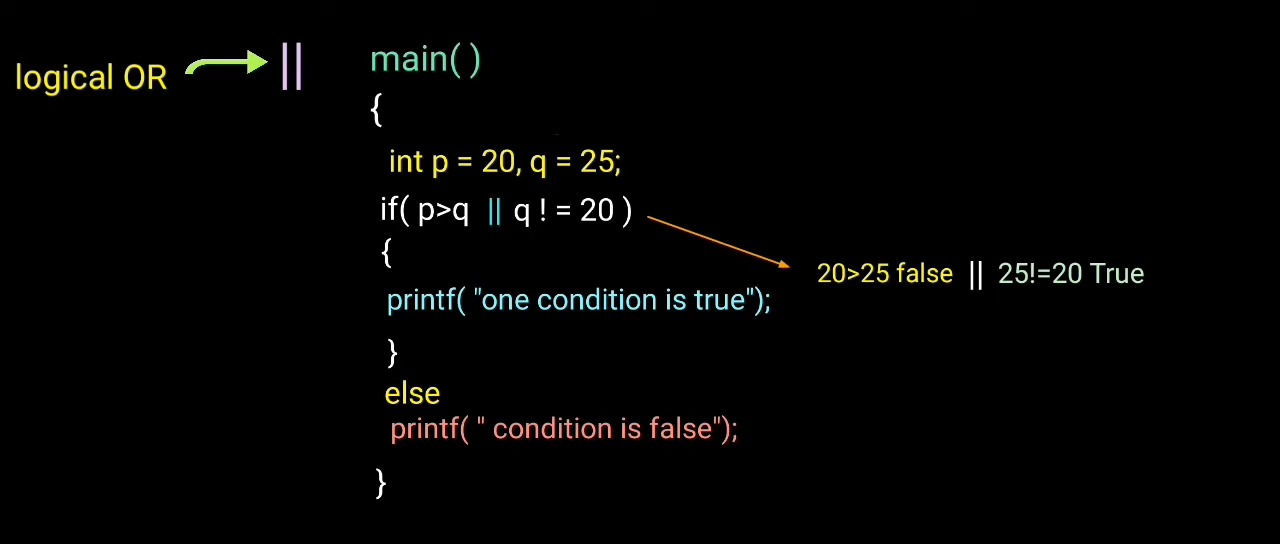 logical OR
||
main( )
{
int p = 20, q = 25;
if( p>q || q ! = 20 )
{
20>25 false || 25!=20 True
printf( "one condition is true");
}
else
printf( " condition is false");
}